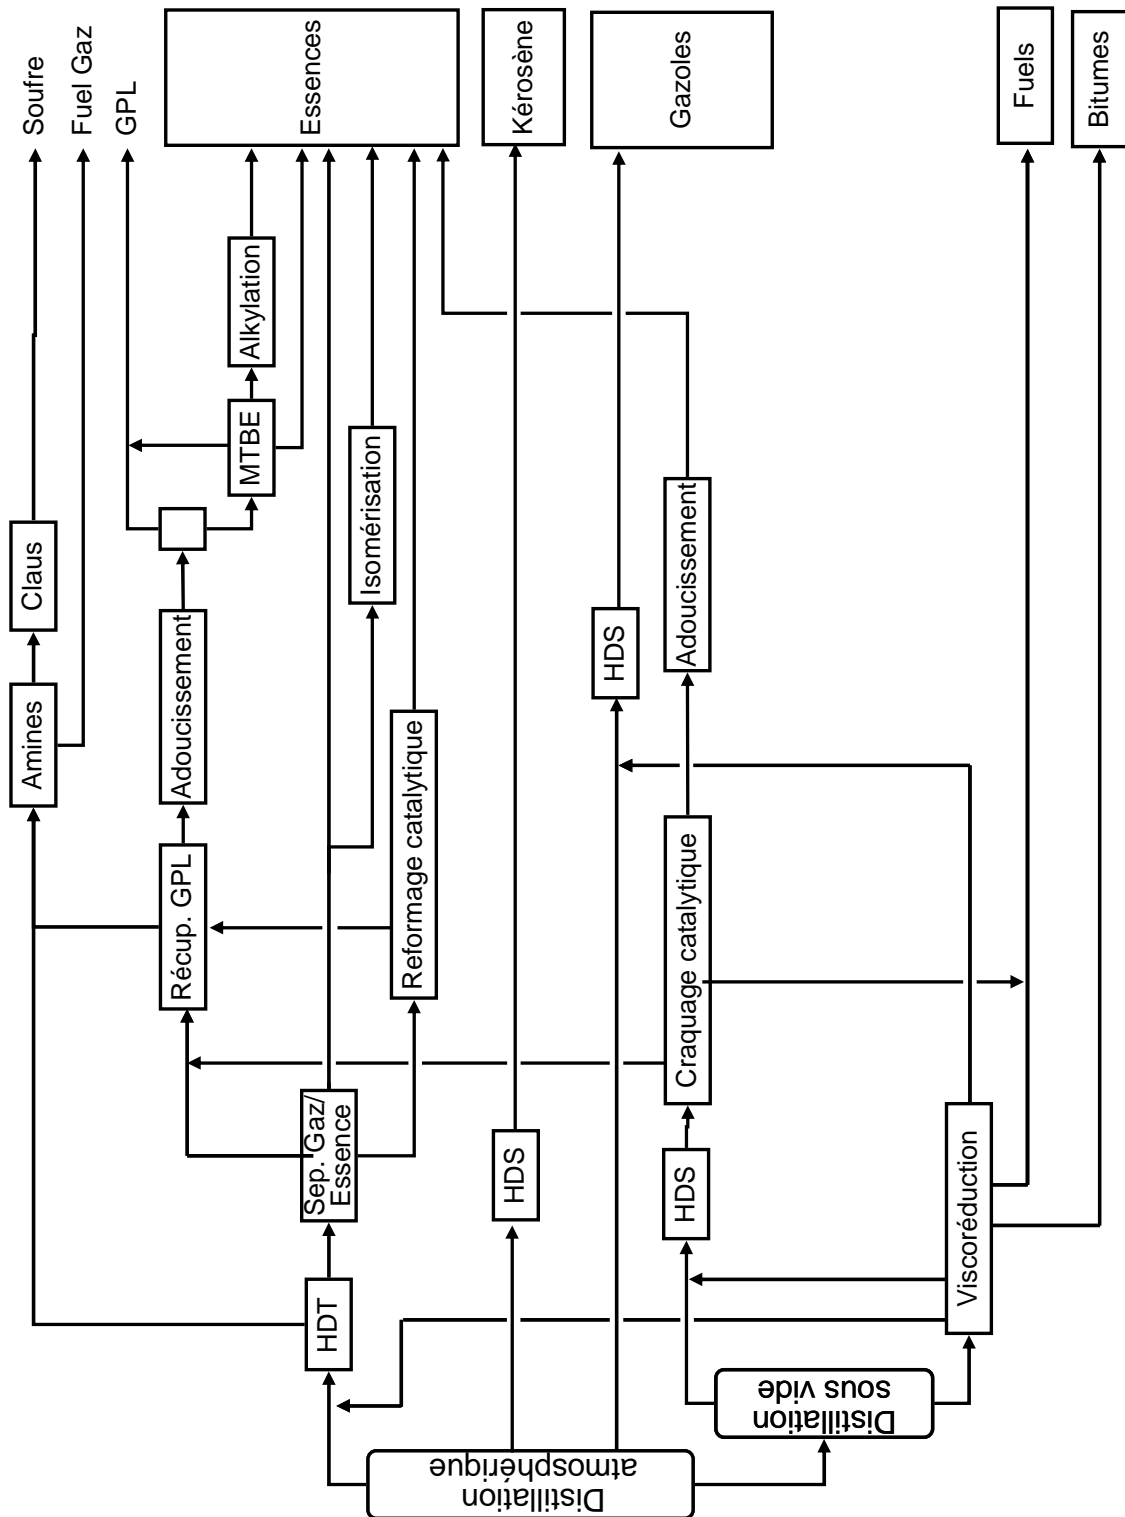 Soufre
Fuel Gaz
GPL
Essences
Kérosène
Gazoles
Fuels
Bitumes
Alkylation
MTBE
Isomérisation
Claus
Amines
Adoucissement
Récup. GPL
Reformage catalytique
Adoucissement
HDS
Craquage catalytique
Sep. Gaz/
Essence
HDS
HDS
HDT
Viscoréduction
Distillation
sous vide
Distillation
atmosphérique